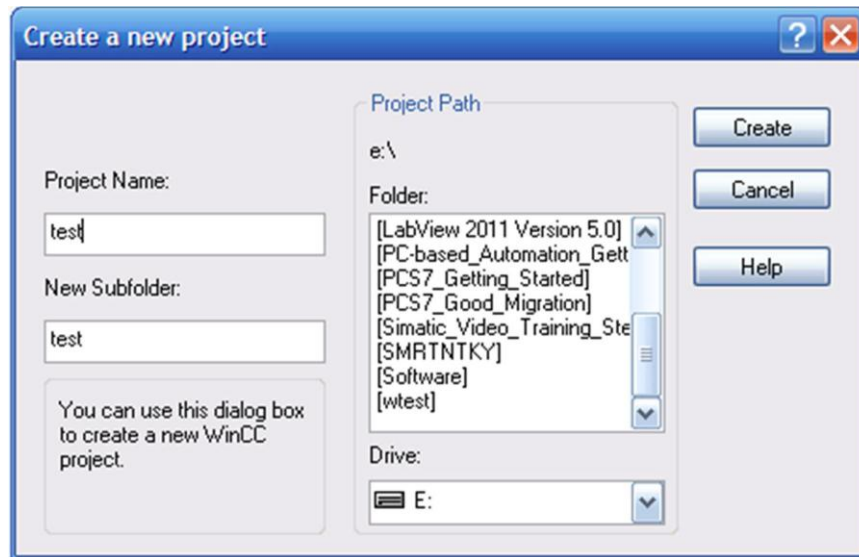 Create a new project
Project Name:
test
New Subfolder:
test
You can use this dialog box
to create a new WinCC
project.
Project Path
e:\
Folder:
[LabView 2011 Version 5.0]
[PC-based_Automation_Gett
[PCS7_Getting_Started]
[PCS7_Good_Migration]
[Simatic_Video_Training_Ste
[SMRTNTKY]
[Software]
[wtest]
Drive:
E:
Create
Cancel
Help